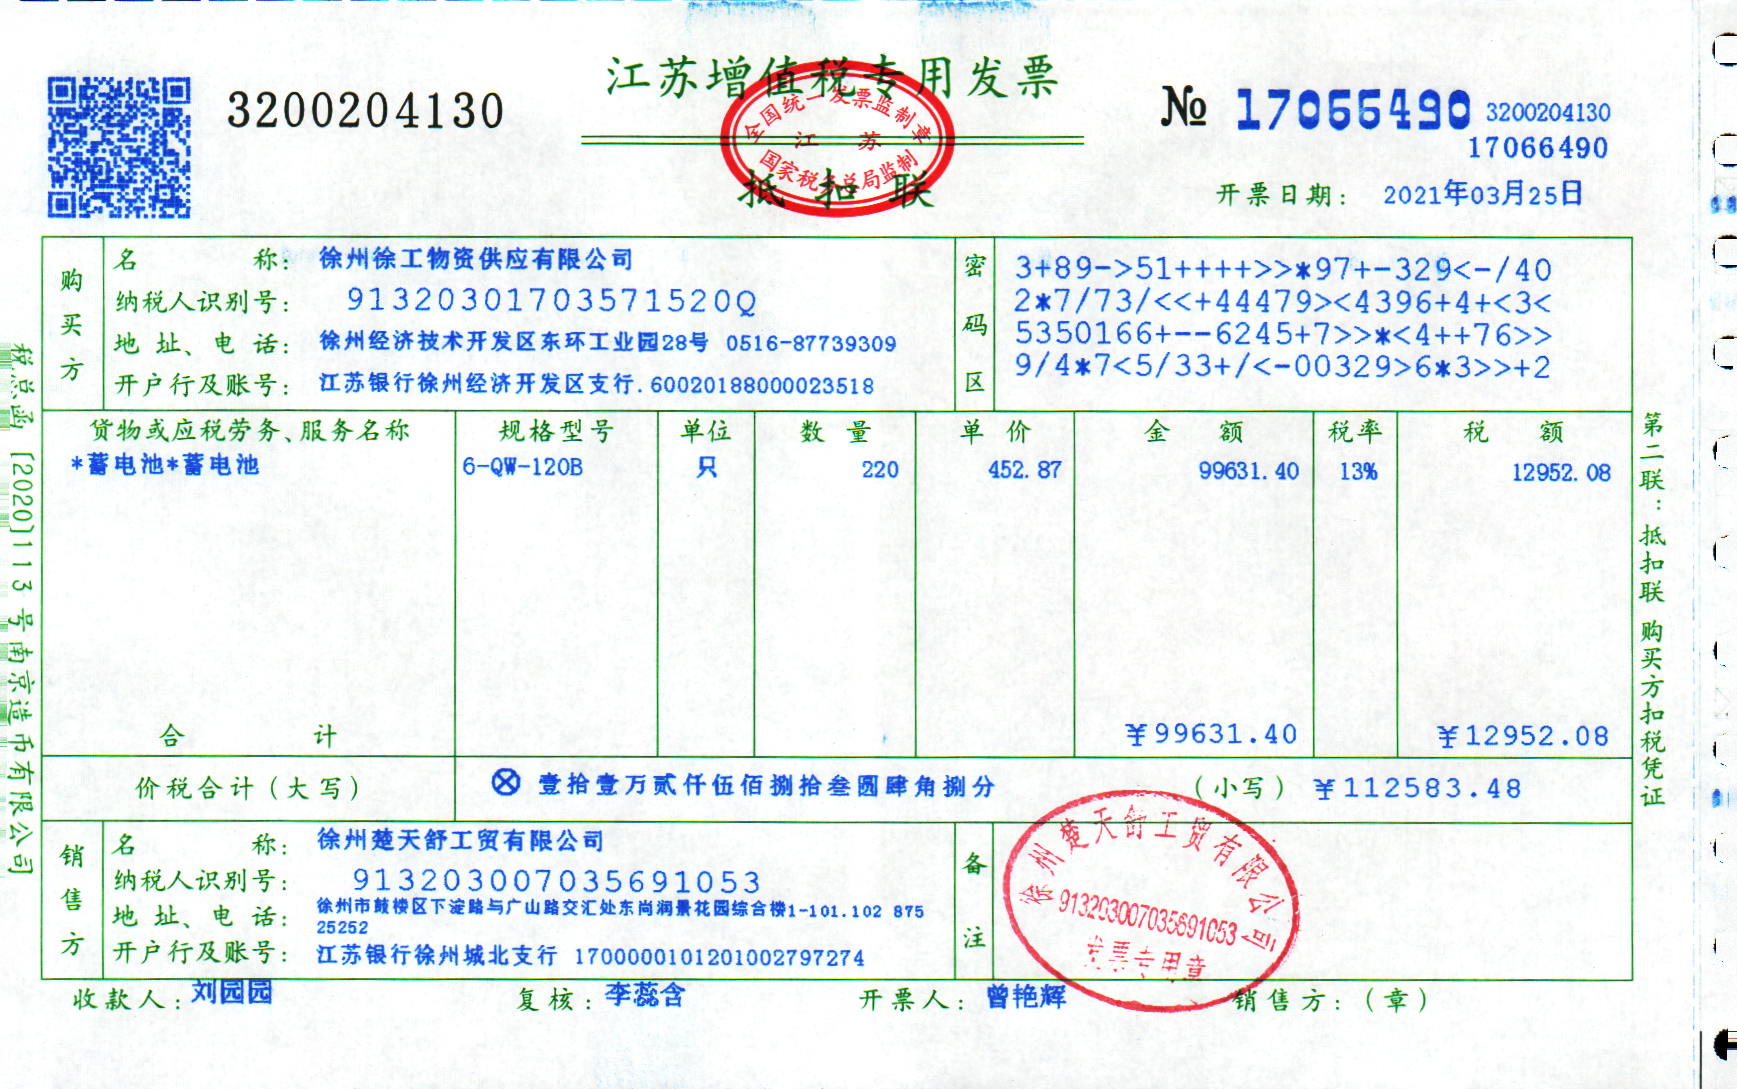 江苏增值税专用发票
3200204130
№ 17066490 3200204130
17066490
全国统一发票监制章
江 苏
国家税务总局监制
抵 扣 联
开票日期: 2021年03月25日
购买方
名 称: 徐州徐工物资供应有限公司
纳税人识别号: 91320301703571520Q
地 址、电 话: 徐州经济技术开发区东环工业园28号 0516-87739309
开户行及账号: 江苏银行徐州经济开发区支行. 60020188000023518
密码区
3+89->51++++>>*97+-329<-/40
2*7/73/<<+44479><4396+4+<3<
5350166+--6245+7>>*<4++76>>
9/4*7<5/33+/<-00329>6*3>>+2
货物或应税劳务、服务名称 规格型号 单位 数 量 单 价 金 额 税率 税 额
*蓄电池*蓄电池 6-QW-120B 只 220 452.87 99631.40 13% 12952.08
合 计 ¥99631.40 ¥12952.08
价税合计(大写) ⊗ 壹拾壹万贰仟伍佰捌拾叁圆肆角捌分 (小写) ¥112583.48
销售方
名 称: 徐州楚天舒工贸有限公司
纳税人识别号: 913203007035691053
地 址、电 话: 徐州市鼓楼区下淀路与广山路交汇处东尚润景花园综合楼1-101.102 875
25252
开户行及账号: 江苏银行徐州城北支行 17000001012010027​97274
备注
徐州楚天舒工贸有限公司
913203007035691053
发票专用章
收款人: 刘园园 复核: 李蕊含 开票人: 曾艳辉 销售方:(章)
税总函〔2020〕113号南京造币有限公司
第二联:抵扣联 购买方扣税凭证